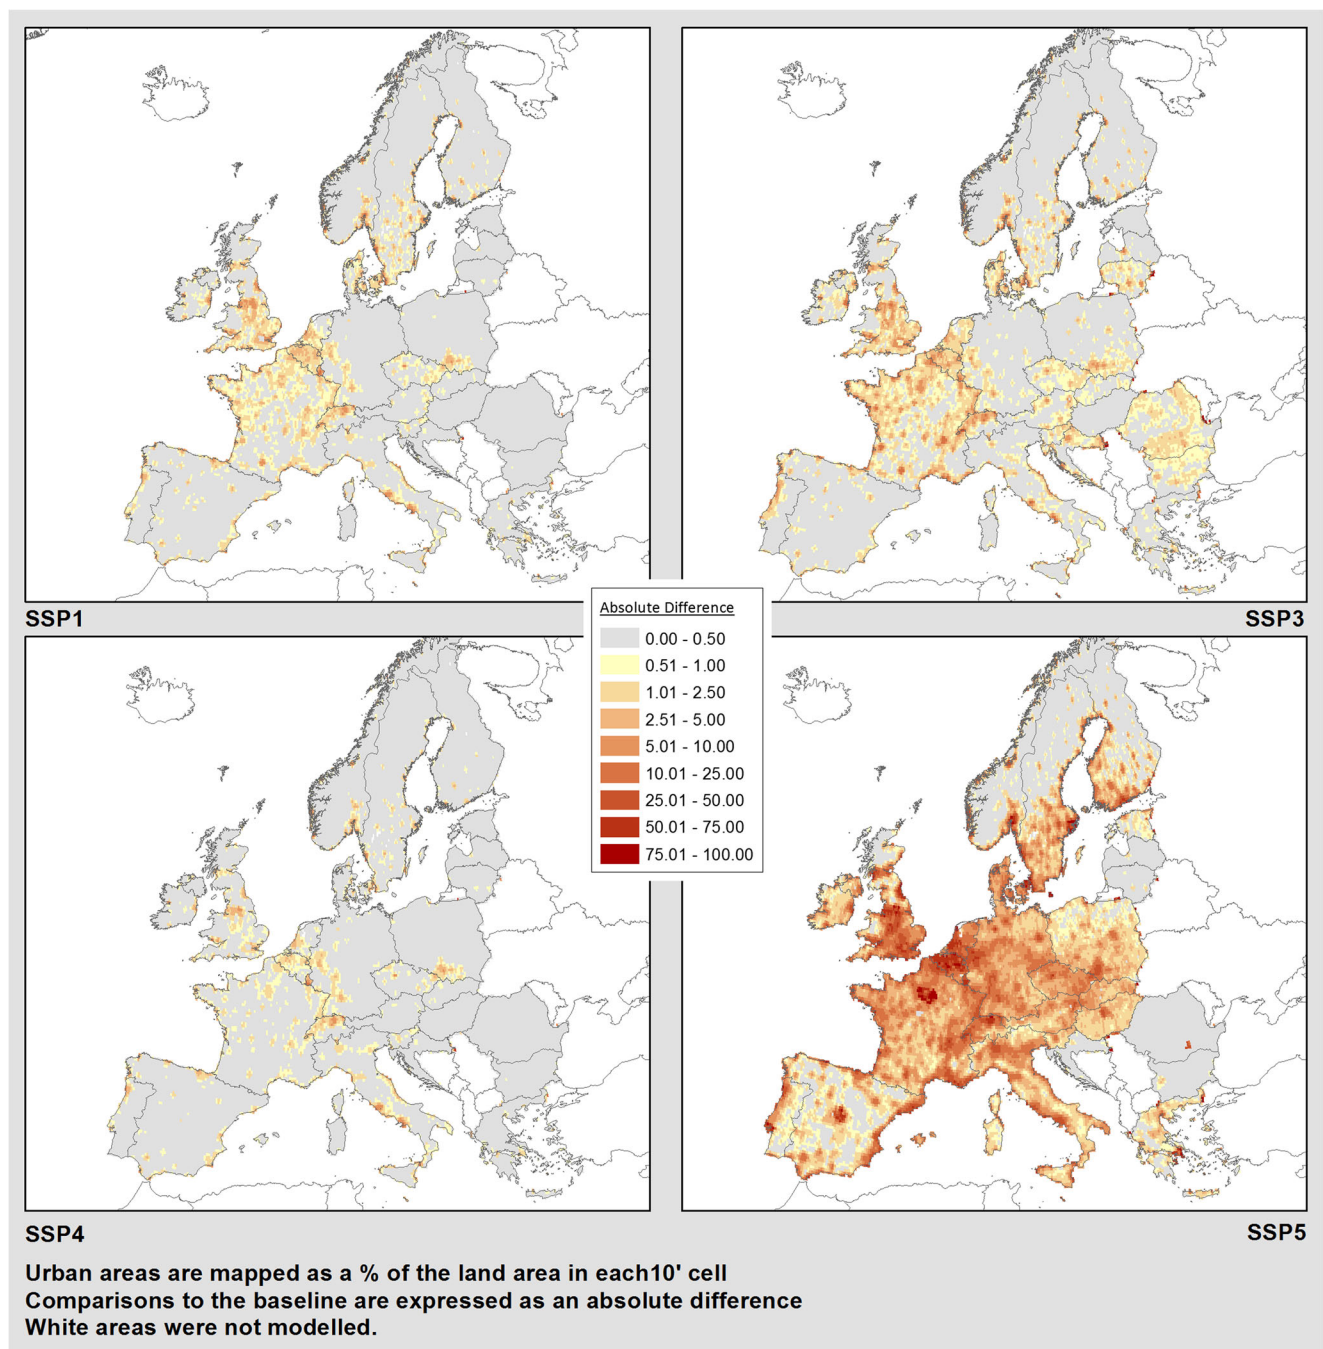 SSP1
SSP3
Absolute Difference
0.00 - 0.50
0.51 - 1.00
1.01 - 2.50
2.51 - 5.00
5.01 - 10.00
10.01 - 25.00
25.01 - 50.00
50.01 - 75.00
75.01 - 100.00
SSP4
SSP5
Urban areas are mapped as a % of the land area in each10' cell
Comparisons to the baseline are expressed as an absolute difference
White areas were not modelled.